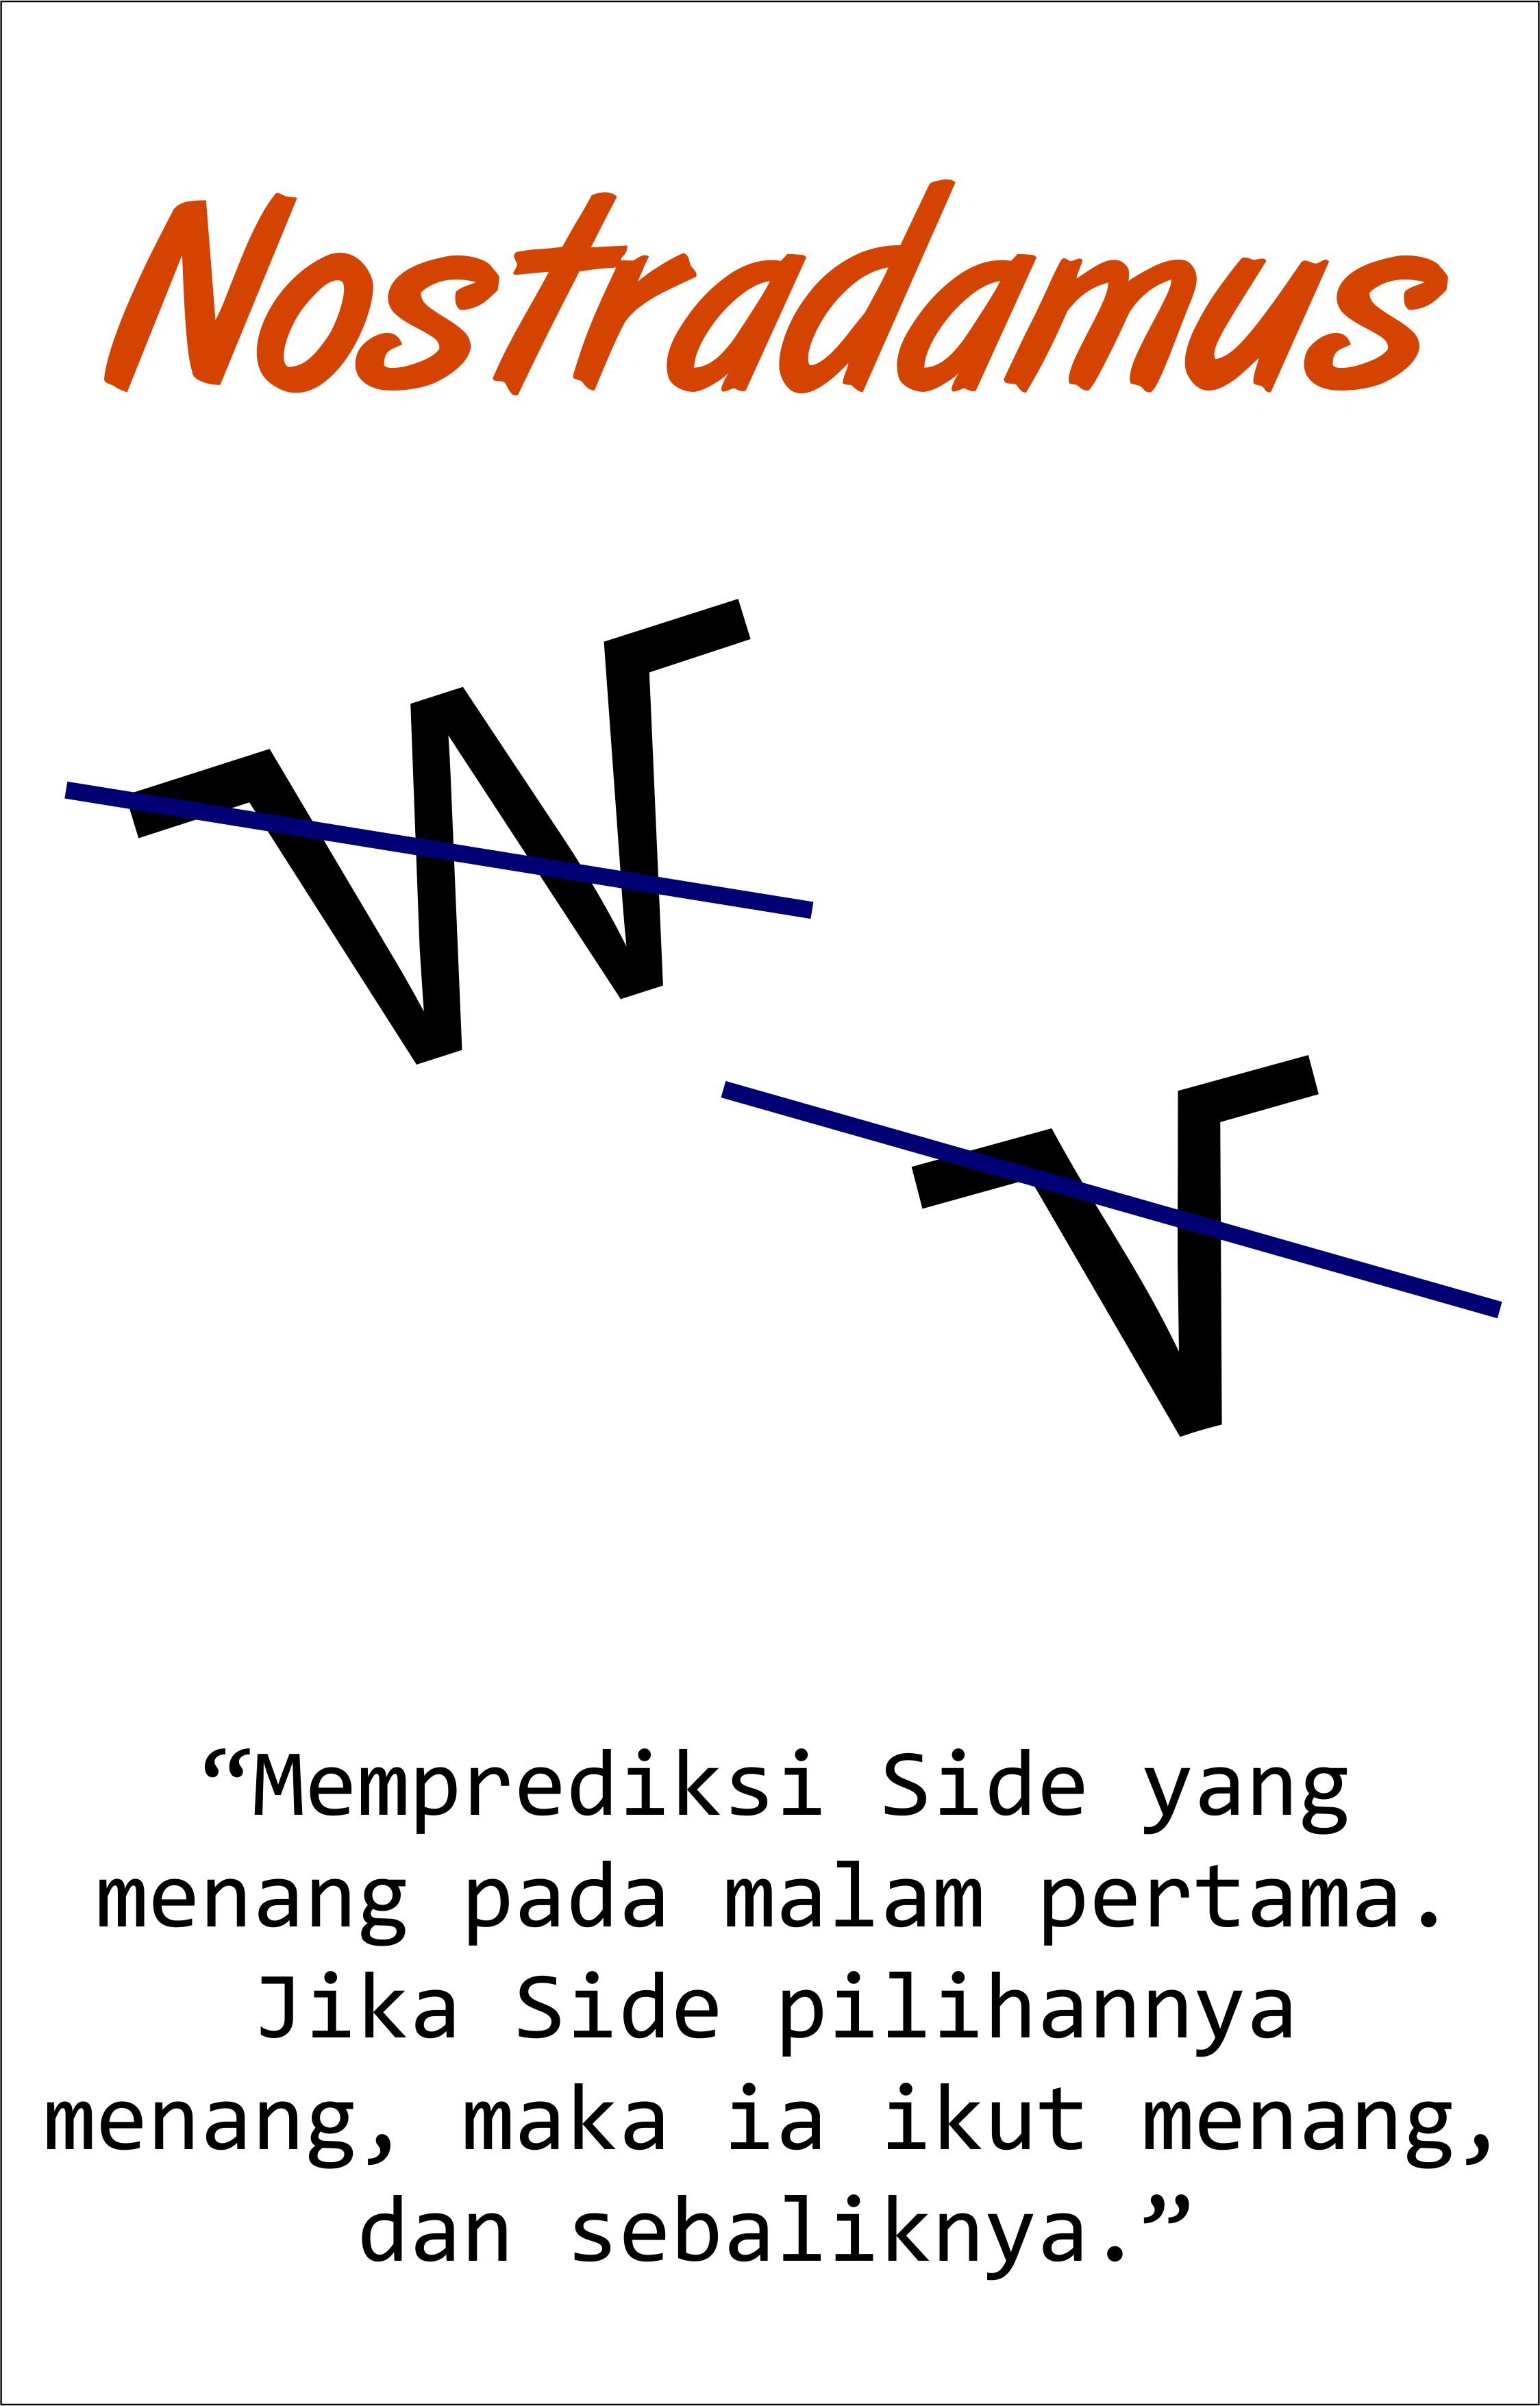 Nostradamus
W
V
“Memprediksi Side yang
menang pada malam pertama.
Jika Side pilihannya
menang, maka ia ikut menang,
dan sebaliknya.”